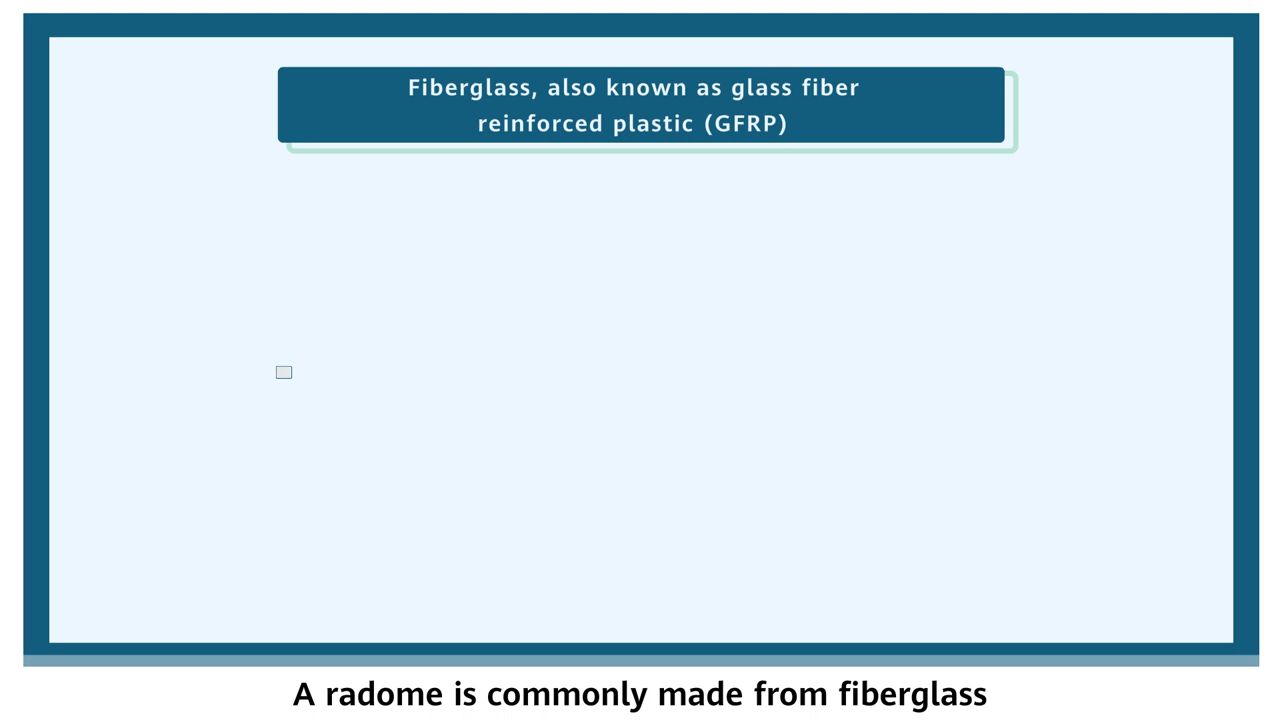 Fiberglass, also known as glass fiber
reinforced plastic (GFRP)
A radome is commonly made from fiberglass